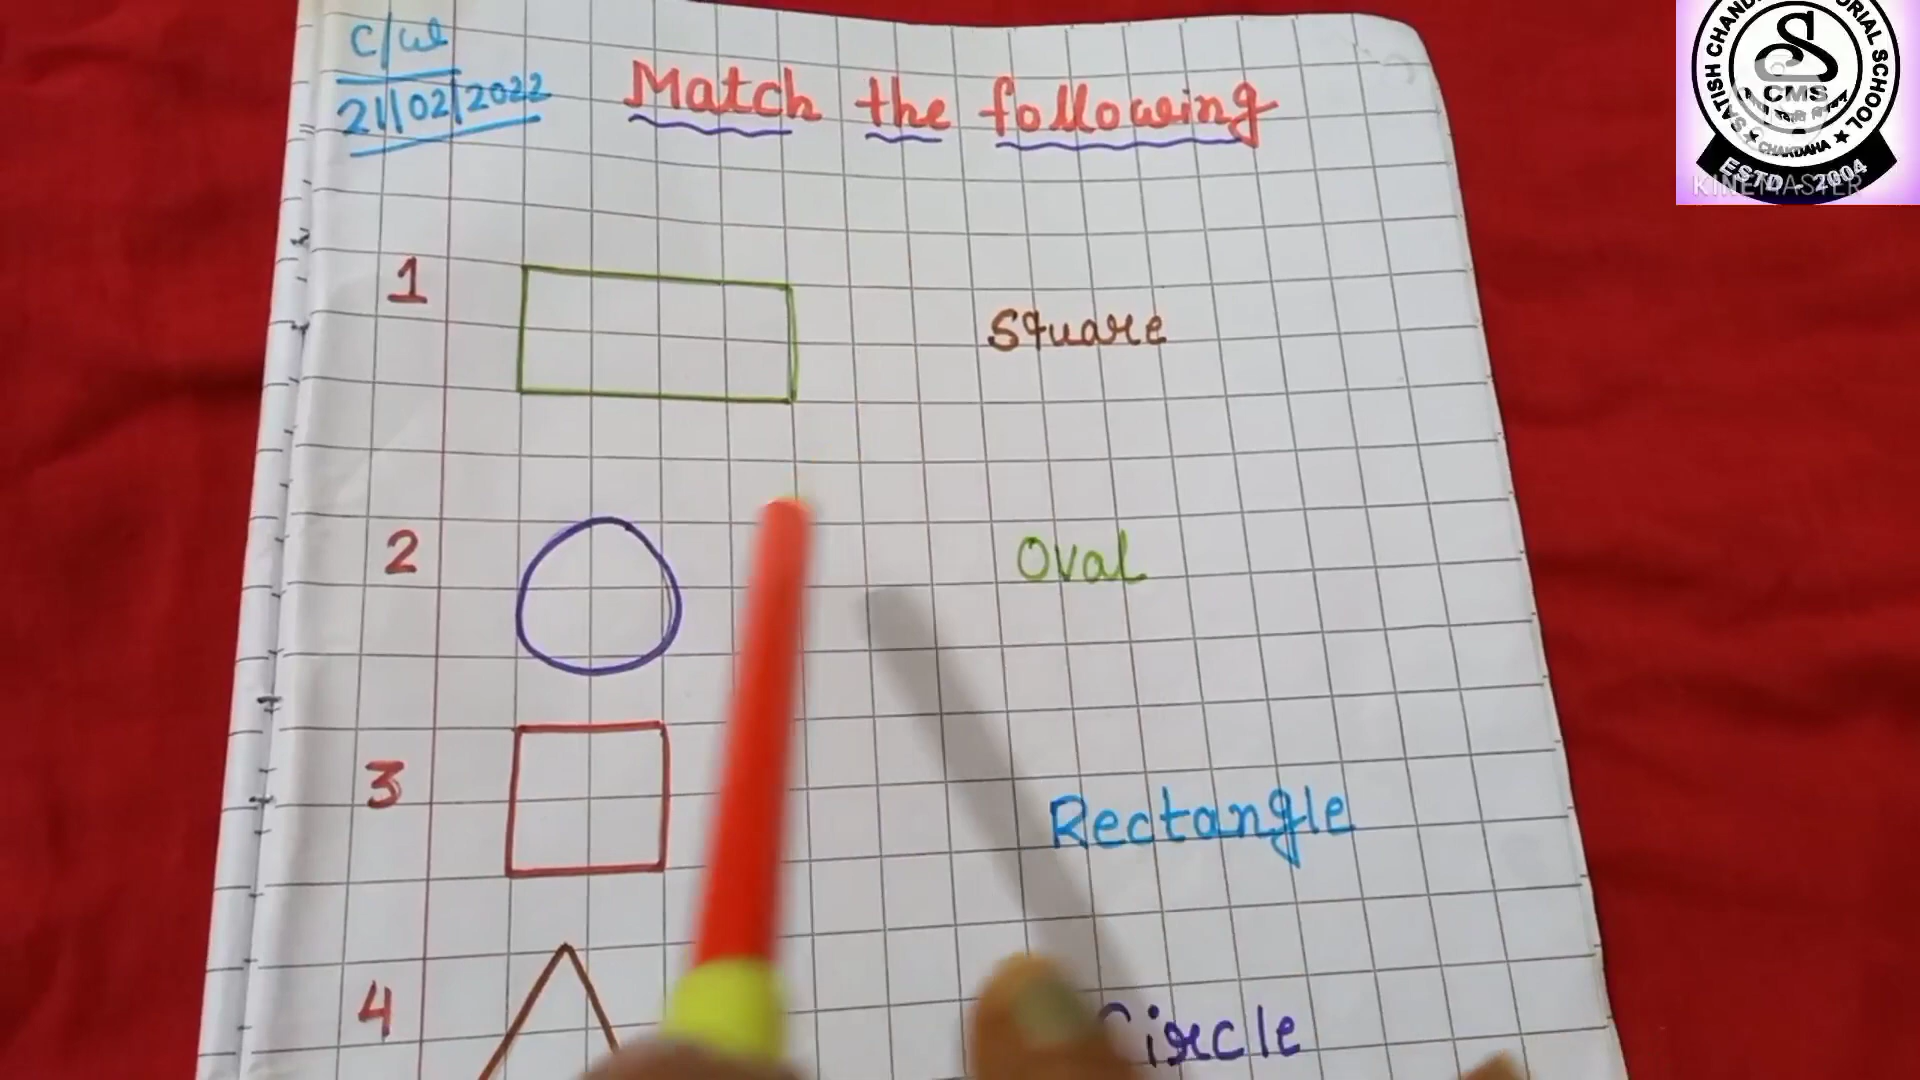 C/W
21/02/2022
Match the following
1
Square
2
Oval
3
Rectangle
4
Circle
SATISH CHAND
ORIAL SCHOOL
S
CMS
CHAKDAHA
ESTD - 2004
KINEMASTER